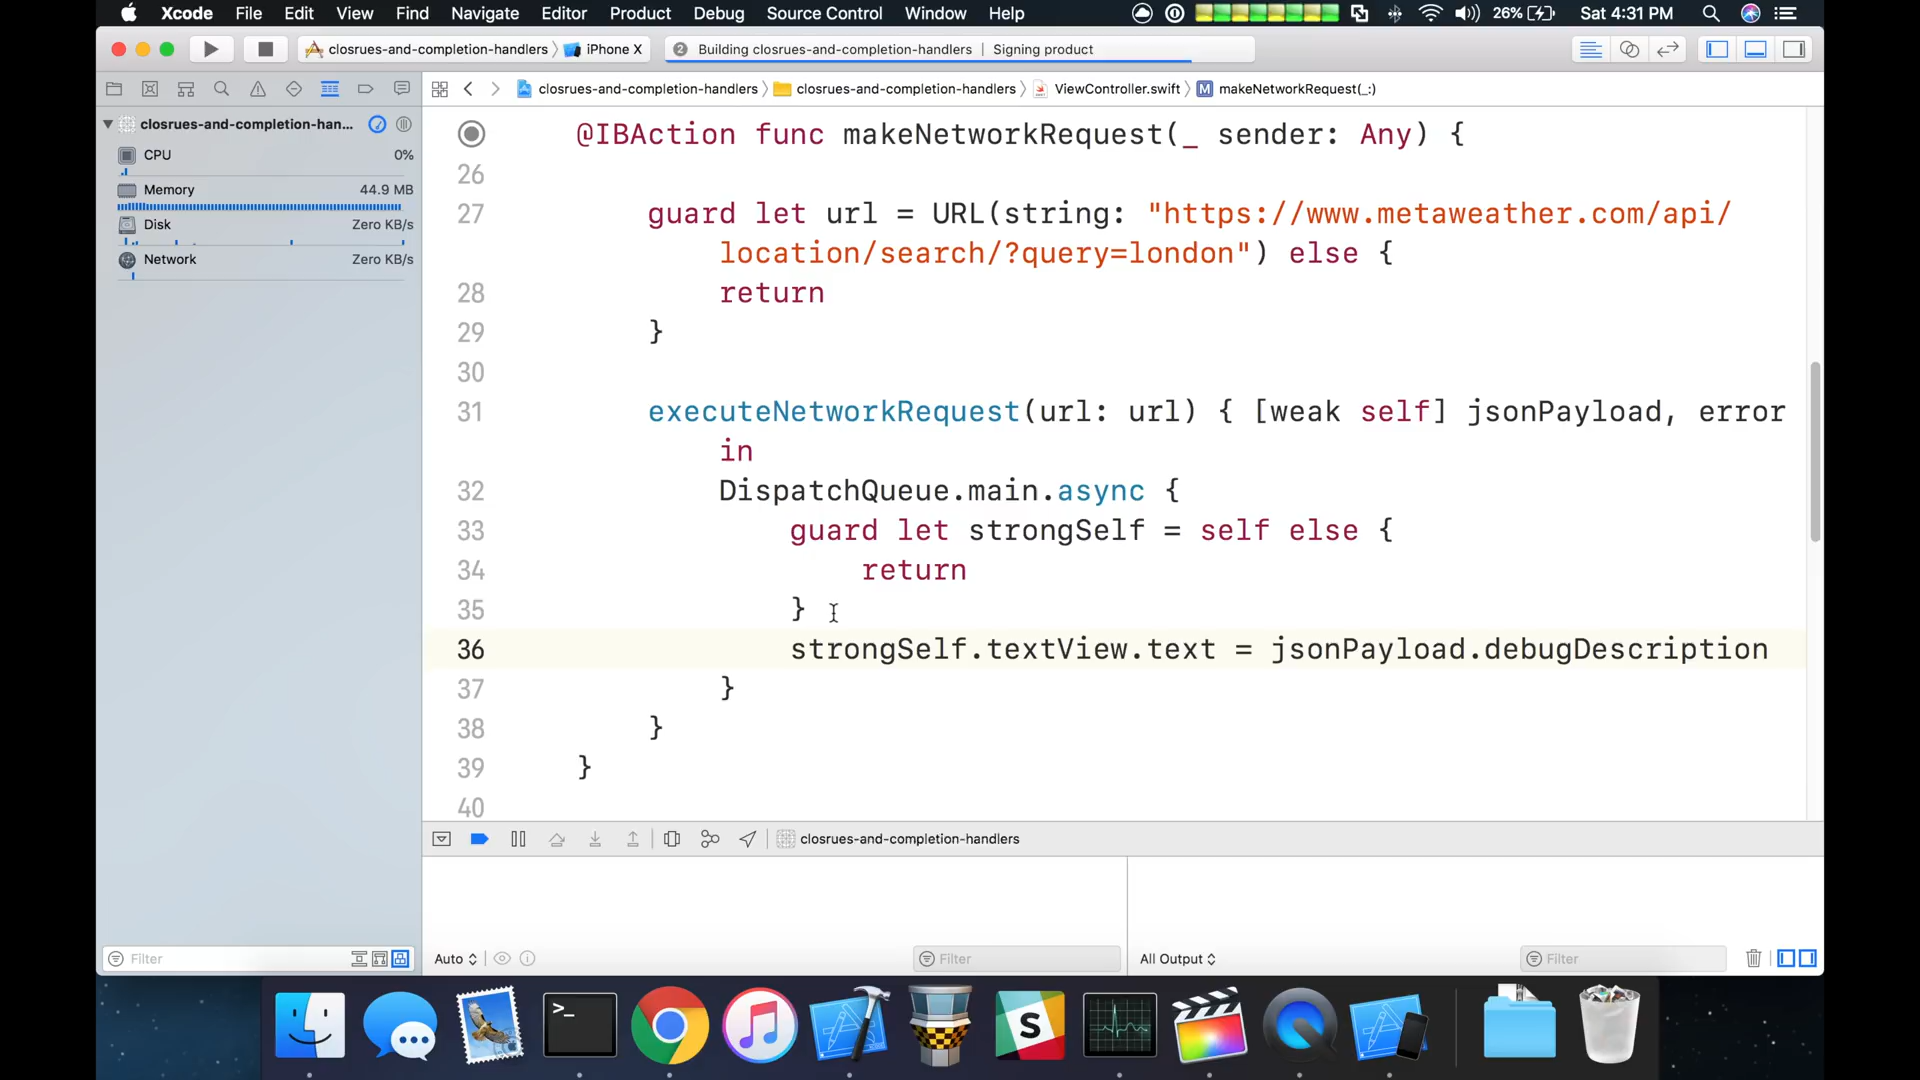 Xcode File Edit View Find Navigate Editor Product Debug Source Control Window Help 26% Sat 4:31 PM
closrues-and-completion-handlers iPhone X 2 Building closrues-and-completion-handlers | Signing product
closrues-and-completion-handlers closrues-and-completion-handlers ViewController.swift M makeNetworkRequest(_:)
closrues-and-completion-han...
CPU 0%
Memory 44.9 MB
Disk Zero KB/s
Network Zero KB/s
@IBAction func makeNetworkRequest(_ sender: Any) {
26
27 guard let url = URL(string: "https://www.metaweather.com/api/
location/search/?query=london") else {
28 return
29 }
30
31 executeNetworkRequest(url: url) { [weak self] jsonPayload, error
in
32 DispatchQueue.main.async {
33 guard let strongSelf = self else {
34 return
35 }
36 strongSelf.textView.text = jsonPayload.debugDescription
37 }
38 }
39 }
40
closrues-and-completion-handlers
Filter Auto Filter All Output Filter
>_ S